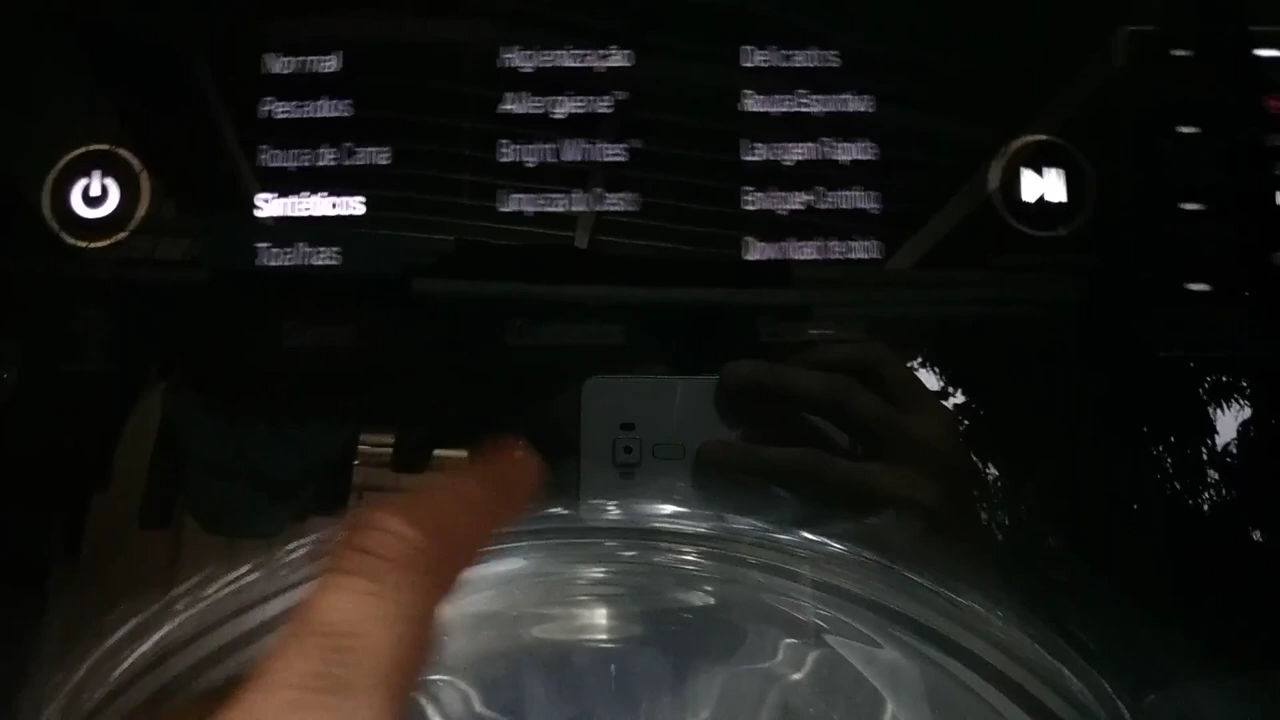 Normal
Pesados
Roupa de Cama
Sintéticos
Toalhas
Higienização
Allergiene™
Bright Whites™
Limpeza do Cesto
Delicados
Roupa Esportiva
Lavagem Rápida
Download